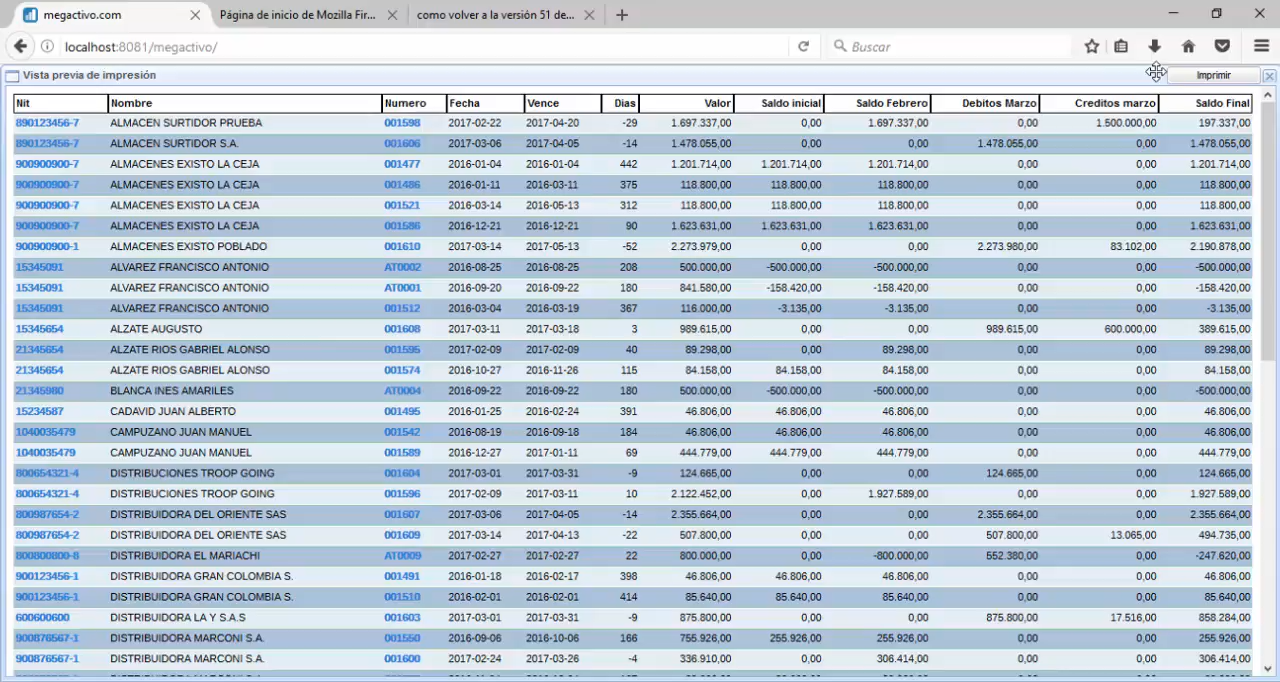 megactivo.com Página de inicio de Mozilla Fir... como volver a la versión 51 de...
localhost:8081/megactivo/ Buscar
Vista previa de impresión Imprimir
Nit Nombre Numero Fecha Vence Dias Valor Saldo inicial Saldo Febrero Debitos Marzo Creditos marzo Saldo Final
890123456-7 ALMACEN SURTIDOR PRUEBA 001598 2017-02-22 2017-04-20 -29 1.697.337,00 0,00 1.697.337,00 0,00 1.500.000,00 197.337,00
890123456-7 ALMACEN SURTIDOR S.A. 001606 2017-03-06 2017-04-05 -14 1.478.055,00 0,00 0,00 1.478.055,00 0,00 1.478.055,00
900900900-7 ALMACENES EXISTO LA CEJA 001477 2016-01-04 2016-01-04 442 1.201.714,00 1.201.714,00 1.201.714,00 0,00 0,00 1.201.714,00
900900900-7 ALMACENES EXISTO LA CEJA 001486 2016-01-11 2016-03-11 375 118.800,00 118.800,00 118.800,00 0,00 0,00 118.800,00
900900900-7 ALMACENES EXISTO LA CEJA 001521 2016-03-14 2016-05-13 312 118.800,00 118.800,00 118.800,00 0,00 0,00 118.800,00
900900900-7 ALMACENES EXISTO LA CEJA 001586 2016-12-21 2016-12-21 90 1.623.631,00 1.623.631,00 1.623.631,00 0,00 0,00 1.623.631,00
900900900-1 ALMACENES EXISTO POBLADO 001610 2017-03-14 2017-05-13 -52 2.273.979,00 0,00 0,00 2.273.980,00 83.102,00 2.190.878,00
15345091 ALVAREZ FRANCISCO ANTONIO AT0002 2016-08-25 2016-08-25 208 500.000,00 -500.000,00 -500.000,00 0,00 0,00 -500.000,00
15345091 ALVAREZ FRANCISCO ANTONIO AT0001 2016-09-20 2016-09-22 180 841.580,00 -158.420,00 -158.420,00 0,00 0,00 -158.420,00
15345091 ALVAREZ FRANCISCO ANTONIO 001512 2016-03-04 2016-03-19 367 116.000,00 -3.135,00 -3.135,00 0,00 0,00 -3.135,00
15345654 ALZATE AUGUSTO 001608 2017-03-11 2017-03-18 3 989.615,00 0,00 0,00 989.615,00 600.000,00 389.615,00
21345654 ALZATE RIOS GABRIEL ALONSO 001595 2017-02-09 2017-02-09 40 89.298,00 0,00 89.298,00 0,00 0,00 89.298,00
21345654 ALZATE RIOS GABRIEL ALONSO 001574 2016-10-27 2016-11-26 115 84.158,00 84.158,00 84.158,00 0,00 0,00 84.158,00
21345980 BLANCA INES AMARILES AT0004 2016-09-22 2016-09-22 180 500.000,00 -500.000,00 -500.000,00 0,00 0,00 -500.000,00
15234587 CADAVID JUAN ALBERTO 001495 2016-01-25 2016-02-24 391 46.806,00 46.806,00 46.806,00 0,00 0,00 46.806,00
1040035479 CAMPUZANO JUAN MANUEL 001542 2016-08-19 2016-09-18 184 46.806,00 46.806,00 46.806,00 0,00 0,00 46.806,00
1040035479 CAMPUZANO JUAN MANUEL 001589 2016-12-27 2017-01-11 69 444.779,00 444.779,00 444.779,00 0,00 0,00 444.779,00
800654321-4 DISTRIBUCIONES TROOP GOING 001604 2017-03-01 2017-03-31 -9 124.665,00 0,00 0,00 124.665,00 0,00 124.665,00
800654321-4 DISTRIBUCIONES TROOP GOING 001596 2017-02-09 2017-03-11 10 2.122.452,00 0,00 1.927.589,00 0,00 0,00 1.927.589,00
800987654-2 DISTRIBUIDORA DEL ORIENTE SAS 001607 2017-03-06 2017-04-05 -14 2.355.664,00 0,00 0,00 2.355.664,00 0,00 2.355.664,00
800987654-2 DISTRIBUIDORA DEL ORIENTE SAS 001609 2017-03-14 2017-04-13 -22 507.800,00 0,00 0,00 507.800,00 13.065,00 494.735,00
800800800-8 DISTRIBUIDORA EL MARIACHI AT0009 2017-02-27 2017-02-27 22 800.000,00 0,00 -800.000,00 552.380,00 0,00 -247.620,00
900123456-1 DISTRIBUIDORA GRAN COLOMBIA S. 001491 2016-01-18 2016-02-17 398 46.806,00 46.806,00 46.806,00 0,00 0,00 46.806,00
900123456-1 DISTRIBUIDORA GRAN COLOMBIA S. 001510 2016-02-01 2016-02-01 414 85.640,00 85.640,00 85.640,00 0,00 0,00 85.640,00
600600600 DISTRIBUIDORA LA Y S.A.S 001603 2017-03-01 2017-03-31 -9 875.800,00 0,00 0,00 875.800,00 17.516,00 858.284,00
900876567-1 DISTRIBUIDORA MARCONI S.A. 001550 2016-09-06 2016-10-06 166 755.926,00 255.926,00 255.926,00 0,00 0,00 255.926,00
900876567-1 DISTRIBUIDORA MARCONI S.A. 001600 2017-02-24 2017-03-26 -4 336.910,00 0,00 306.414,00 0,00 0,00 306.414,00